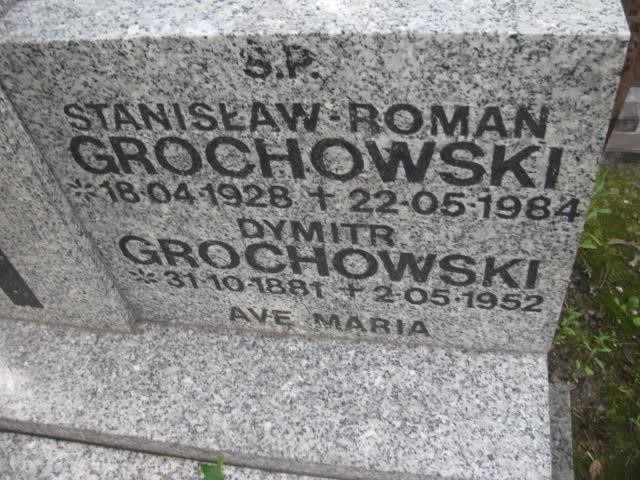 Ś.P.
STANISŁAW-ROMAN
GROCHOWSKI
* 18·04·1928 + 22·05·1984
DYMITR
GROCHOWSKI
* 31·10·1881 + 2·05·1952
AVE MARIA